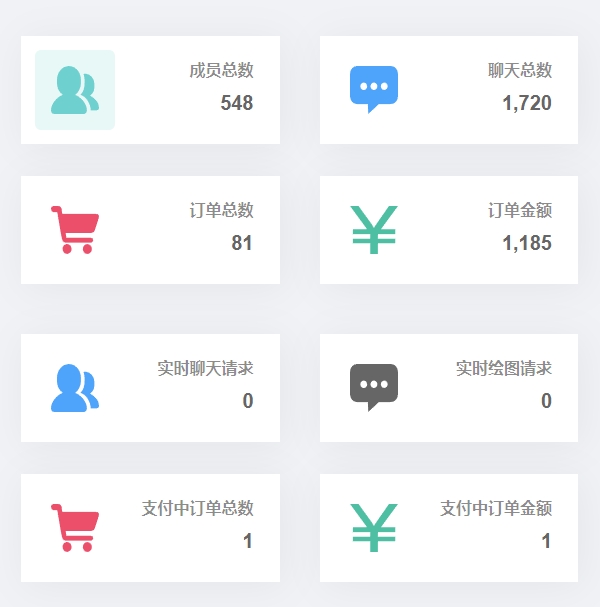 成员总数
548
聊天总数
1,720
订单总数
81
订单金额
1,185
实时聊天请求
0
实时绘图请求
0
支付中订单总数
1
支付中订单金额
1